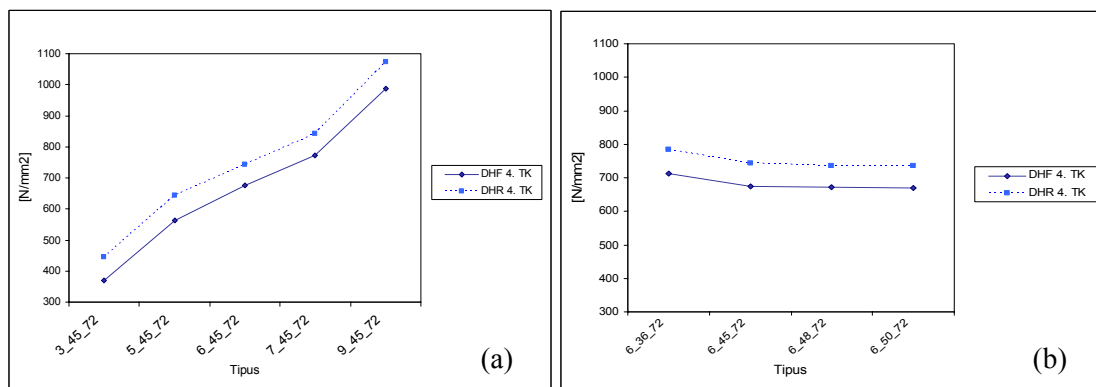 1100
1000
900
800
700
600
500
400
300
[N/mm2]
3_45_72
5_45_72
6_45_72
7_45_72
9_45_72
Tipus
DHF 4. TK
DHR 4. TK
(a)
1100
1000
900
800
700
600
500
400
300
[N/mm2]
6_36_72
6_45_72
6_48_72
6_50_72
Tipus
DHF 4. TK
DHR 4. TK
(b)